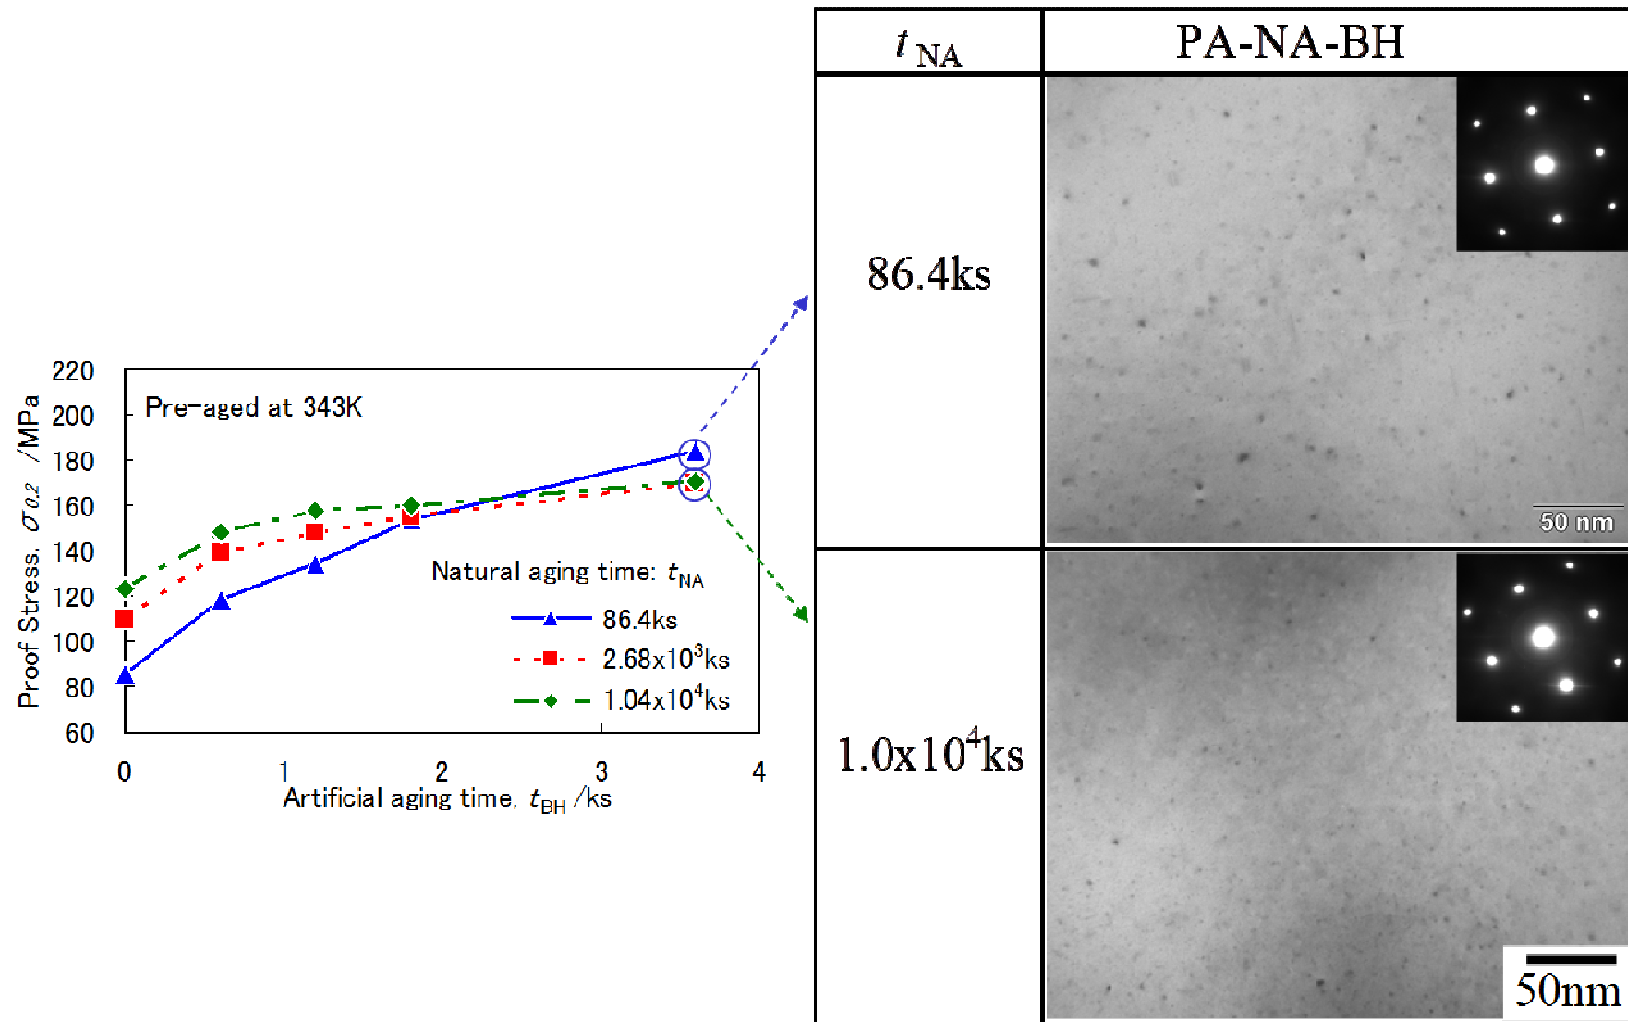 220
200
180
160
140
120
100
80
60
Proof Stress, σ0.2 /MPa
Pre-aged at 343K
Natural aging time: tNA
86.4ks
2.68x10³ks
1.04x10⁴ks
0 1 2 3 4
Artificial aging time, tBH /ks
tNA PA-NA-BH
86.4ks
50 nm
1.0x10⁴ks
50nm